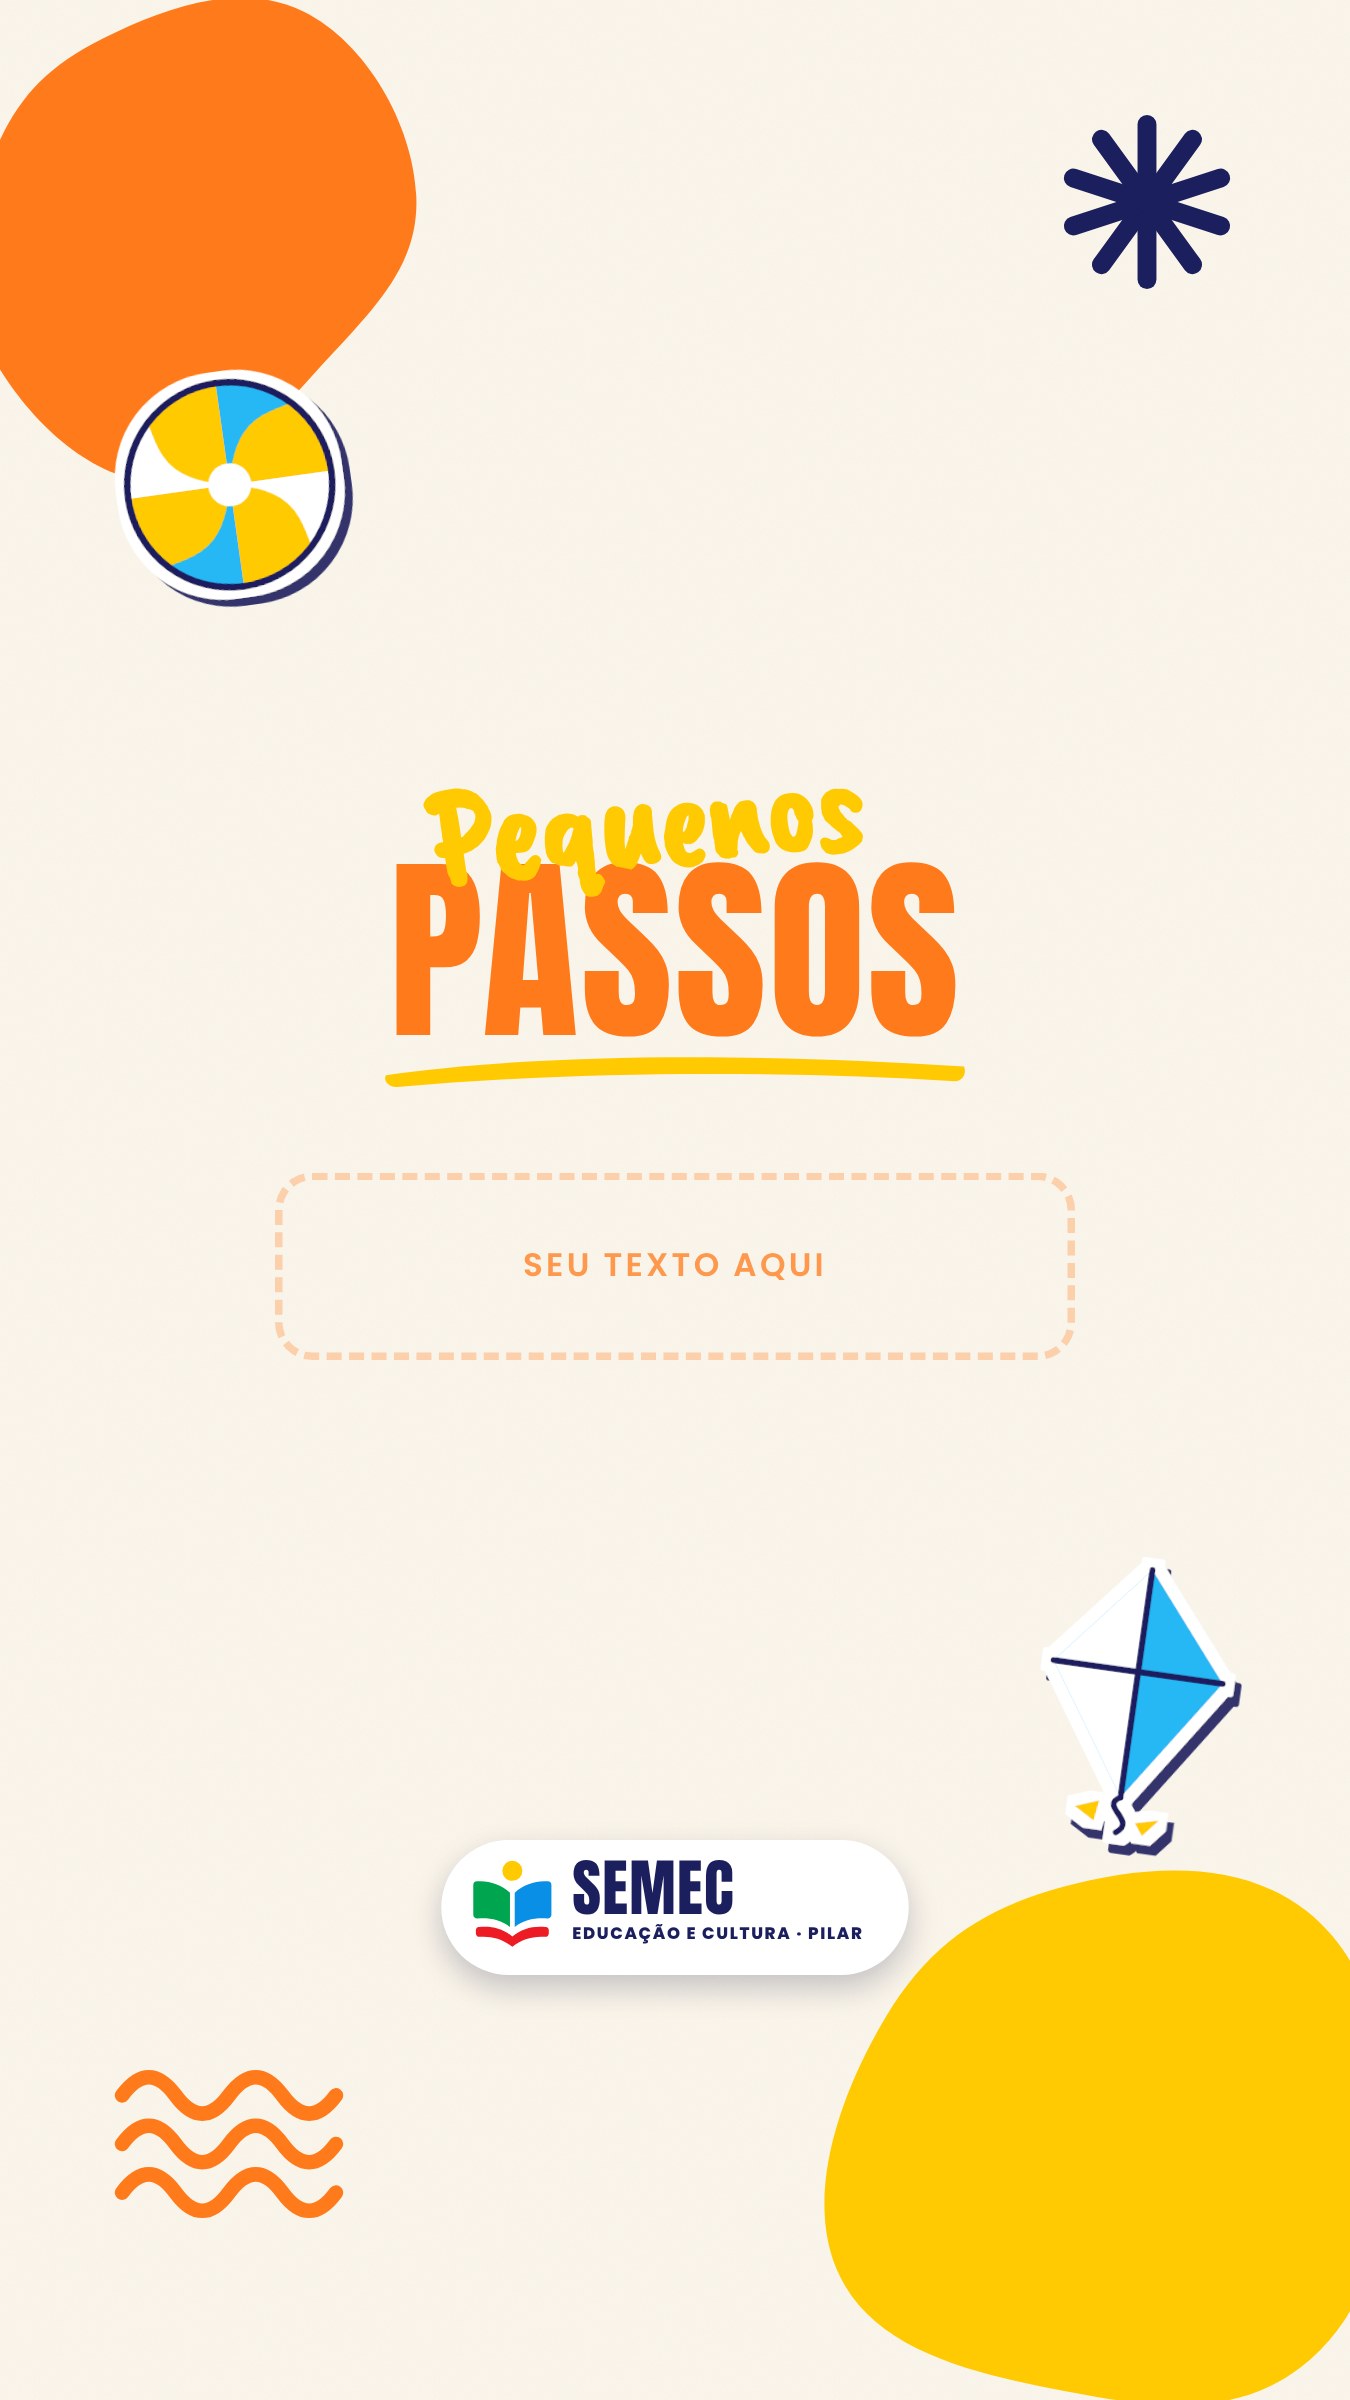 Pequenos
PASSOS
SEU TEXTO AQUI
SEMEC
EDUCAÇÃO E CULTURA · PILAR